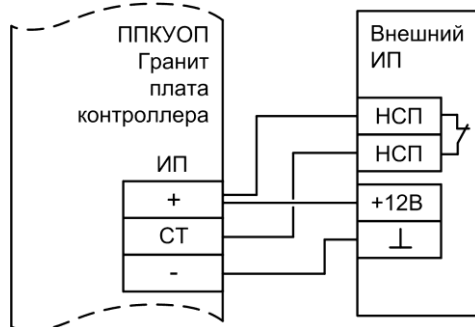 ППКУОП
Гранит
плата
контроллера
ИП
+
СТ
-
Внешний
ИП
НСП
НСП
+12В
⊥